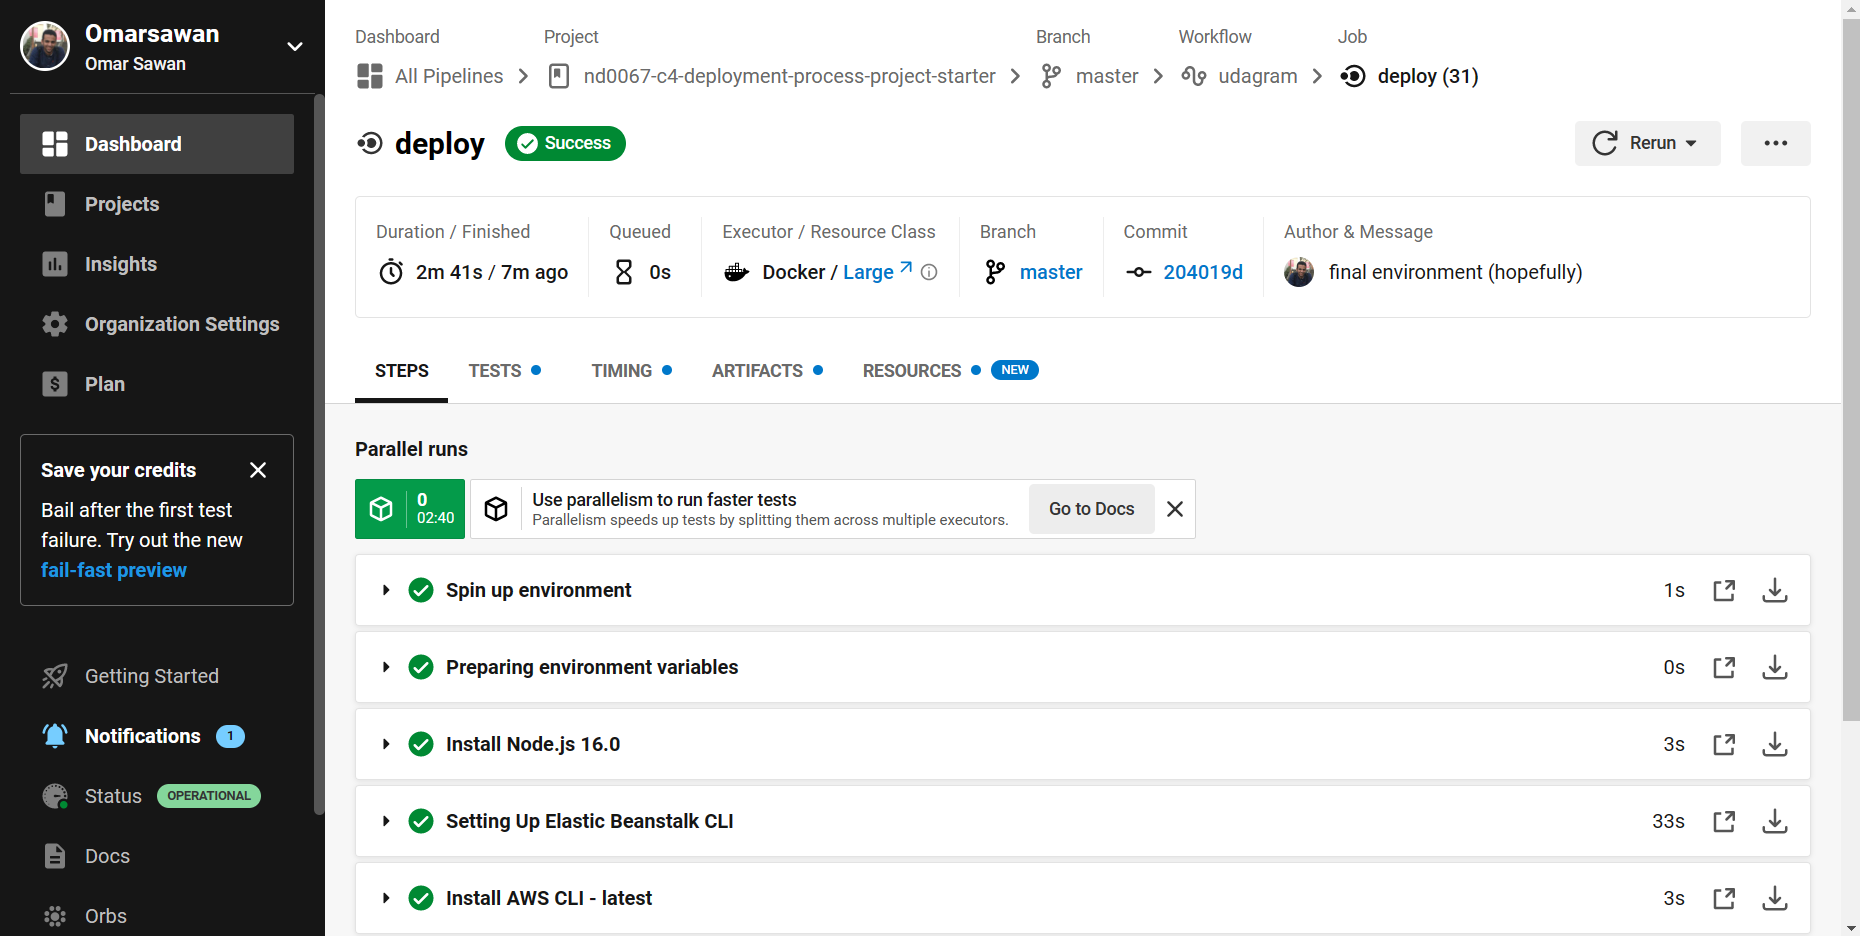 Omarsawan
Omar Sawan
Dashboard
Projects
Insights
Organization Settings
Plan
Save your credits
Bail after the first test
failure. Try out the new
fail-fast preview
Getting Started
Notifications 1
Status OPERATIONAL
Docs
Orbs
Dashboard Project Branch Workflow Job
All Pipelines nd0067-c4-deployment-process-project-starter master udagram deploy (31)
deploy Success Rerun
Duration / Finished Queued Executor / Resource Class Branch Commit Author & Message
2m 41s / 7m ago 0s Docker / Large master 204019d final environment (hopefully)
STEPS TESTS TIMING ARTIFACTS RESOURCES NEW
Parallel runs
0
02:40
Use parallelism to run faster tests
Parallelism speeds up tests by splitting them across multiple executors.
Go to Docs
Spin up environment 1s
Preparing environment variables 0s
Install Node.js 16.0 3s
Setting Up Elastic Beanstalk CLI 33s
Install AWS CLI - latest 3s